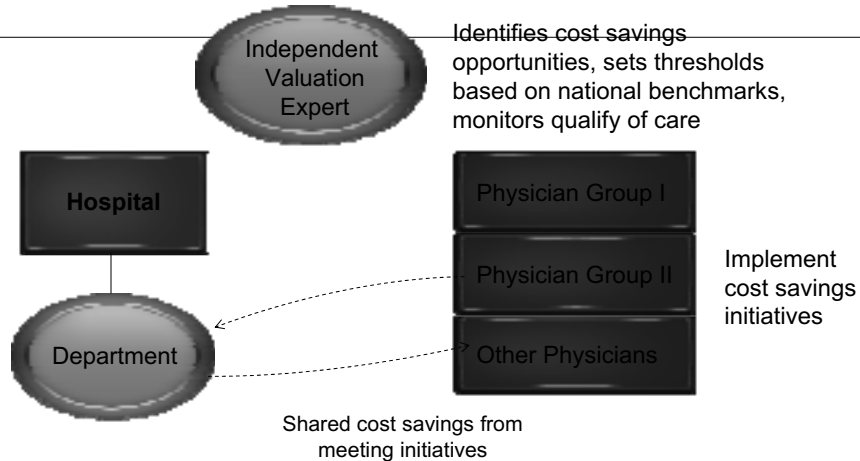 Independent
Valuation
Expert
Identifies cost savings
opportunities, sets thresholds
based on national benchmarks,
monitors qualify of care
Hospital
Physician Group I
Physician Group II
Other Physicians
Implement
cost savings
initiatives
Department
Shared cost savings from
meeting initiatives